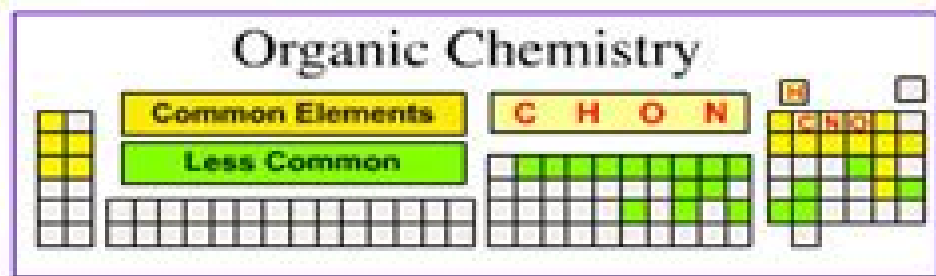 Organic Chemistry
Common Elements
C H O N
Less Common
H
C N O